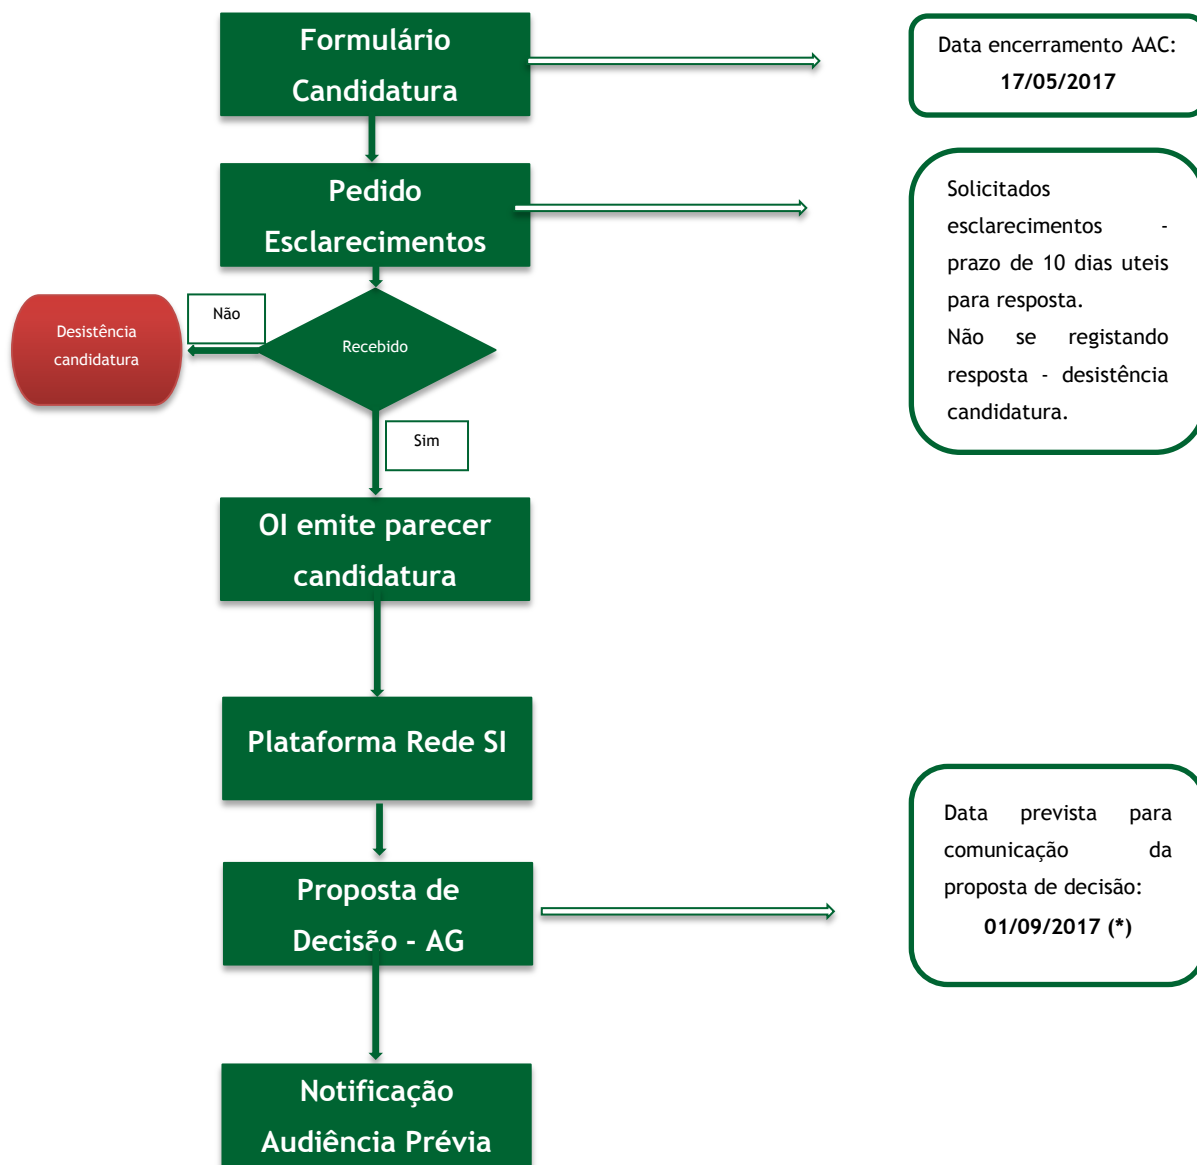 Formulário
Candidatura
Data encerramento AAC:
17/05/2017
Pedido
Esclarecimentos
Solicitados
esclarecimentos -
prazo de 10 dias uteis
para resposta.
Não se registando
resposta - desistência
candidatura.
Não
Desistência
candidatura
Recebido
Sim
OI emite parecer
candidatura
Plataforma Rede SI
Proposta de
Decisão - AG
Data prevista para
comunicação da
proposta de decisão:
01/09/2017 (*)
Notificação
Audiência Prévia